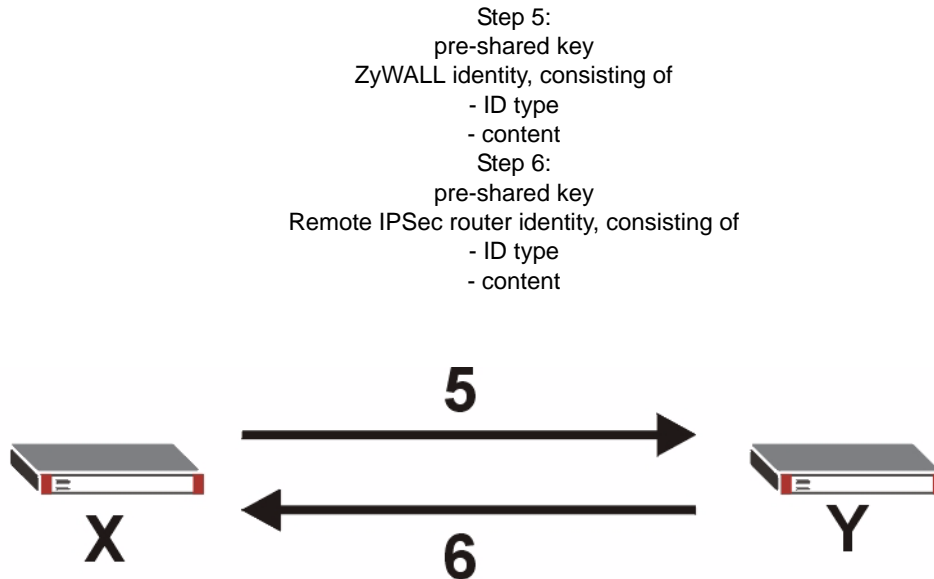 Step 5:
pre-shared key
ZyWALL identity, consisting of
- ID type
- content
Step 6:
pre-shared key
Remote IPSec router identity, consisting of
- ID type
- content
5
X
Y
6